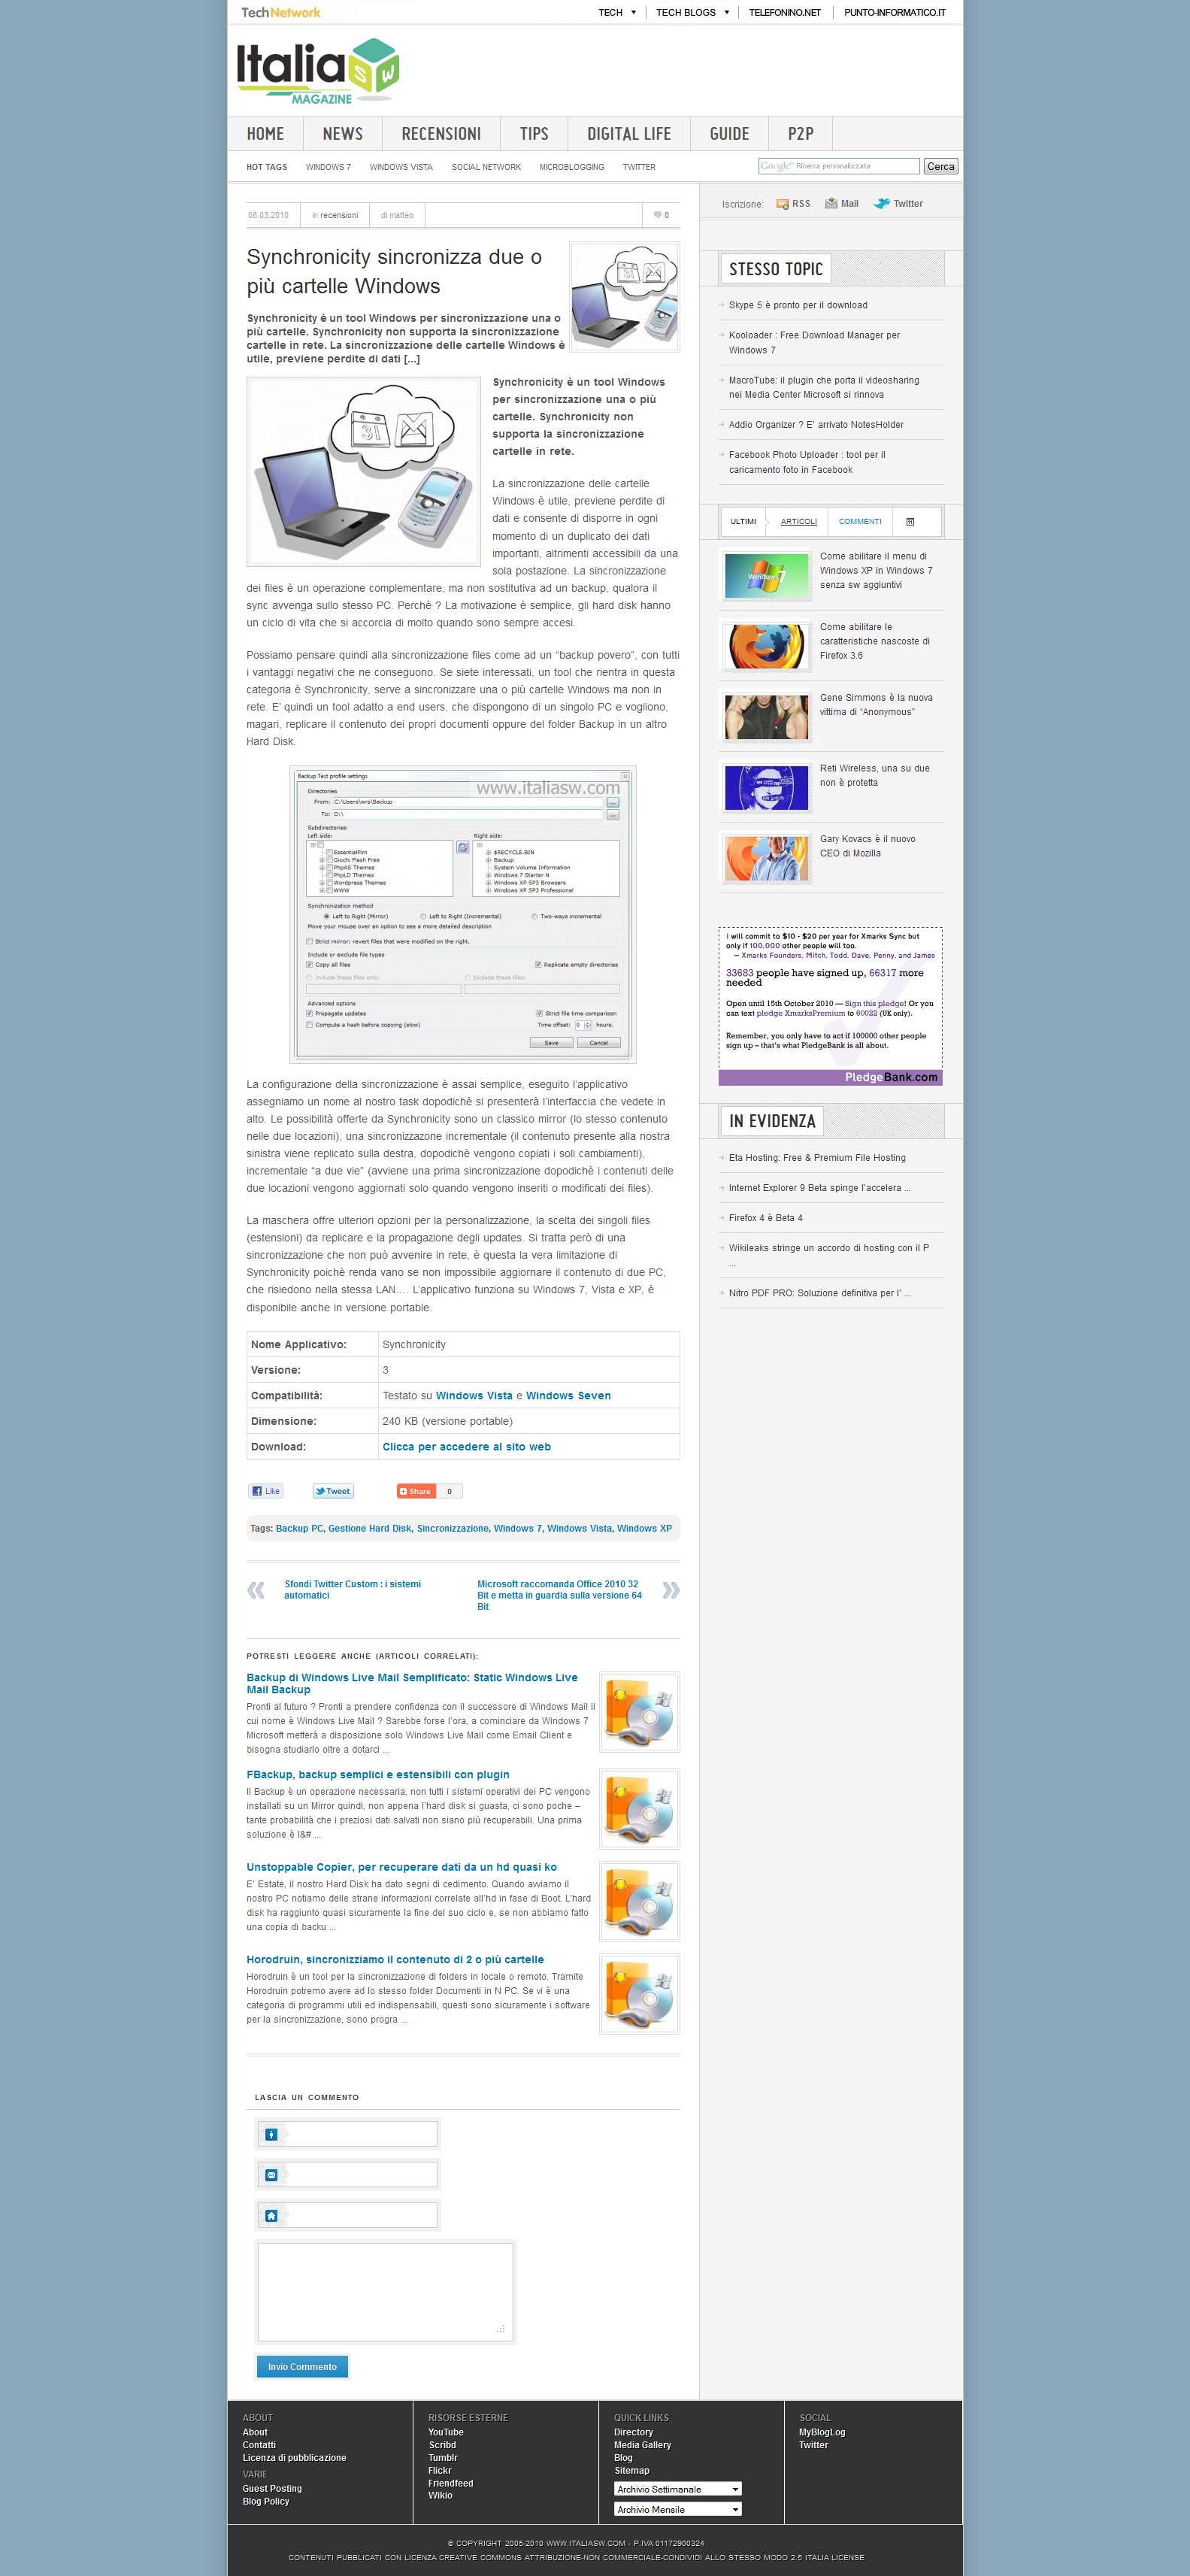 TechNetwork
TECH
TECH BLOGS
TELEFONINO.NET
PUNTO-INFORMATICO.IT
Italia SW
MAGAZINE
HOME
NEWS
RECENSIONI
TIPS
DIGITAL LIFE
GUIDE
P2P
HOT TAGS
WINDOWS 7
WINDOWS VISTA
SOCIAL NETWORK
MICROBLOGGING
TWITTER
Google™ Ricerca personalizzata
Cerca
08.03.2010
in recensioni
di matteo
0
Synchronicity sincronizza due o
più cartelle Windows
Synchronicity è un tool Windows per sincronizzazione una o
più cartelle. Synchronicity non supporta la sincronizzazione
cartelle in rete. La sincronizzazione delle cartelle Windows è
utile, previene perdite di dati [...]
Synchronicity è un tool Windows
per sincronizzazione una o più
cartelle. Synchronicity non
supporta la sincronizzazione
cartelle in rete.
La sincronizzazione delle cartelle
Windows è utile, previene perdite di
dati e consente di disporre in ogni
momento di un duplicato dei dati
importanti, altrimenti accessibili da una
sola postazione. La sincronizzazione
dei files è un operazione complementare, ma non sostitutiva ad un backup, qualora il
sync avvenga sullo stesso PC. Perchè ? La motivazione è semplice, gli hard disk hanno
un ciclo di vita che si accorcia di molto quando sono sempre accesi.
Possiamo pensare quindi alla sincronizzazione files come ad un “backup povero”, con tutti
i vantaggi negativi che ne conseguono. Se siete interessati, un tool che rientra in questa
categoria è Synchronicity, serve a sincronizzare una o più cartelle Windows ma non in
rete. E’ quindi un tool adatto a end users, che dispongono di un singolo PC e vogliono,
magari, replicare il contenuto dei propri documenti oppure del folder Backup in un altro
Hard Disk.
Backup Test profile settings
www.italiasw.com
Directories
From: C:\Users\wrs\Backup
To: D:\
Subdirectories
Left side:
Right side:
EssentialPim
Giochi Flash Free
PhpAS Themes
PhpLD Themes
Wordpress Themes
WWW
$RECYCLE.BIN
Backup
System Volume Information
Windows 7 Starter N
Windows XP SP3 Browsers
Windows XP SP3 Professional
Synchronization method
Left to Right (Mirror)
Left to Right (Incremental)
Two-ways incremental
Move your mouse over an option to see a more detailed description
Strict mirror: revert files that were modified on the right.
Include or exclude file types
Copy all files
Replicate empty directories
Include these files only:
Exclude these files:
Advanced options
Propagate updates
Strict file time comparison
Compute a hash before copying (slow)
Time offset: 0 hours.
Save
Cancel
La configurazione della sincronizzazione è assai semplice, eseguito l’applicativo
assegniamo un nome al nostro task dopodichè si presenterà l’interfaccia che vedete in
alto. Le possibilità offerte da Synchronicity sono un classico mirror (lo stesso contenuto
nelle due locazioni), una sincronizzazione incrementale (il contenuto presente alla nostra
sinistra viene replicato sulla destra, dopodichè vengono copiati i soli cambiamenti),
incrementale “a due vie” (avviene una prima sincronizzazione dopodichè i contenuti delle
due locazioni vengono aggiornati solo quando vengono inseriti o modificati dei files).
La maschera offre ulteriori opzioni per la personalizzazione, la scelta dei singoli files
(estensioni) da replicare e la propagazione degli updates. Si tratta però di una
sincronizzazione che non può avvenire in rete, è questa la vera limitazione di
Synchronicity poichè renda vano se non impossibile aggiornare il contenuto di due PC,
che risiedono nella stessa LAN…. L’applicativo funziona su Windows 7, Vista e XP, è
disponibile anche in versione portable.
Nome Applicativo: Synchronicity
Versione: 3
Compatibilità: Testato su Windows Vista e Windows Seven
Dimensione: 240 KB (versione portable)
Download: Clicca per accedere al sito web
Like
Tweet
Share 0
Tags: Backup PC, Gestione Hard Disk, Sincronizzazione, Windows 7, Windows Vista, Windows XP
Sfondi Twitter Custom : i sistemi
automatici
Microsoft raccomanda Office 2010 32
Bit e metta in guardia sulla versione 64
Bit
POTRESTI LEGGERE ANCHE (ARTICOLI CORRELATI):
Backup di Windows Live Mail Semplificato: Static Windows Live
Mail Backup
Pronti al futuro ? Pronti a prendere confidenza con il successore di Windows Mail il
cui nome è Windows Live Mail ? Sarebbe forse l’ora, a cominciare da Windows 7
Microsoft metterà a disposizione solo Windows Live Mail come Email Client e
bisogna studiarlo oltre a dotarci ...
FBackup, backup semplici e estensibili con plugin
Il Backup è un operazione necessaria, non tutti i sistemi operativi dei PC vengono
installati su un Mirror quindi, non appena l’hard disk si guasta, ci sono poche –
tante probabilità che i preziosi dati salvati non siano più recuperabili. Una prima
soluzione è l&# ...
Unstoppable Copier, per recuperare dati da un hd quasi ko
E’ Estate, il nostro Hard Disk ha dato segni di cedimento. Quando avviamo il
nostro PC notiamo delle strane informazioni correlate all’hd in fase di Boot. L’hard
disk ha raggiunto quasi sicuramente la fine del suo ciclo e, se non abbiamo fatto
una copia di backu ...
Horodruin, sincronizziamo il contenuto di 2 o più cartelle
Horodruin è un tool per la sincronizzazione di folders in locale o remoto. Tramite
Horodruin potremo avere ad lo stesso folder Documenti in N PC. Se vi è una
categoria di programmi utili ed indispensabili, questi sono sicuramente i software
per la sincronizzazione, sono progra ...
LASCIA UN COMMENTO
Invio Commento
Iscrizione:
RSS
Mail
Twitter
STESSO TOPIC
Skype 5 è pronto per il download
Kooloader : Free Download Manager per
Windows 7
MacroTube: il plugin che porta il videosharing
nei Media Center Microsoft si rinnova
Addio Organizer ? E’ arrivato NotesHolder
Facebook Photo Uploader : tool per il
caricamento foto in Facebook
ULTIMI
ARTICOLI
COMMENTI
Windows 7
Come abilitare il menu di
Windows XP in Windows 7
senza sw aggiuntivi
Come abilitare le
caratteristiche nascoste di
Firefox 3.6
Gene Simmons è la nuova
vittima di “Anonymous”
Reti Wireless, una su due
non è protetta
Gary Kovacs è il nuovo
CEO di Mozilla
I will commit to $10 - $20 per year for Xmarks Sync but
only if 100,000 other people will too.
— Xmarks Founders, Mitch, Todd, Dave, Penny, and James
33683 people have signed up, 66317 more
needed
Open until 15th October 2010 — Sign this pledge! Or you
can text pledge XmarksPremium to 60022 (UK only).
Remember, you only have to act if 100000 other people
sign up – that's what PledgeBank is all about.
PledgeBank.com
IN EVIDENZA
Eta Hosting: Free & Premium File Hosting
Internet Explorer 9 Beta spinge l’accelera ...
Firefox 4 è Beta 4
Wikileaks stringe un accordo di hosting con il P
...
Nitro PDF PRO: Soluzione definitiva per l’ ...
ABOUT
About
Contatti
Licenza di pubblicazione
VARIE
Guest Posting
Blog Policy
RISORSE ESTERNE
YouTube
Scribd
Tumblr
Flickr
Friendfeed
Wikio
QUICK LINKS
Directory
Media Gallery
Blog
Sitemap
Archivio Settimanale
Archivio Mensile
SOCIAL
MyBlogLog
Twitter
© COPYRIGHT 2005-2010 WWW.ITALIASW.COM - P.IVA 01172900324
CONTENUTI PUBBLICATI CON LICENZA CREATIVE COMMONS ATTRIBUZIONE-NON COMMERCIALE-CONDIVIDI ALLO STESSO MODO 2.5 ITALIA LICENSE